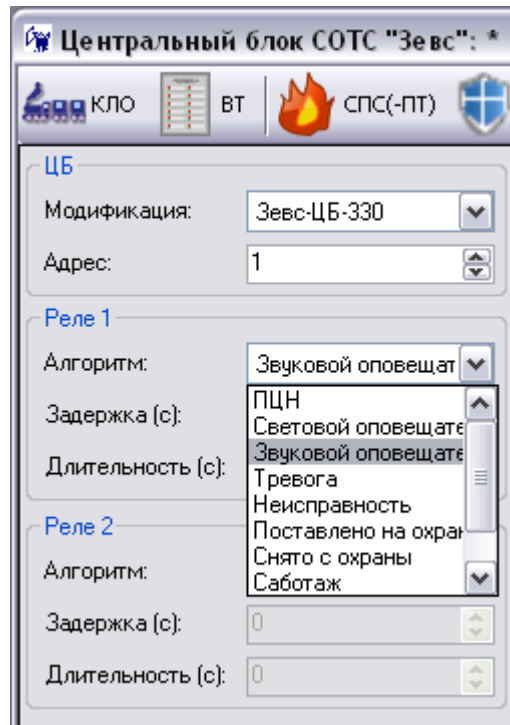 Центральный блок СОТС "Зевс": *
КЛО ВТ СПС(-ПТ)
ЦБ
Модификация: Зевс-ЦБ-330
Адрес: 1
Реле 1
Алгоритм: Звуковой оповещат
ПЦН
Задержка (с): Световой оповещате
Звуковой оповещате
Длительность (с): Тревога
Неисправность
Реле 2 Поставлено на охран
Алгоритм: Снято с охраны
Саботаж
Задержка (с): 0
Длительность (с): 0